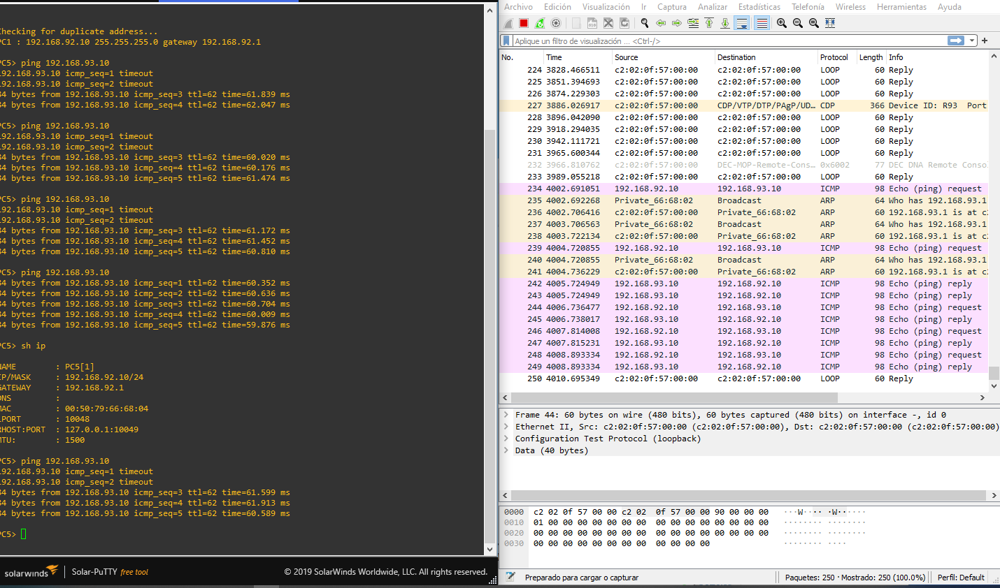 Checking for duplicate address...
PC1 : 192.168.92.10 255.255.255.0 gateway 192.168.92.1
PC5> ping 192.168.93.10
192.168.93.10 icmp_seq=1 timeout
192.168.93.10 icmp_seq=2 timeout
84 bytes from 192.168.93.10 icmp_seq=3 ttl=62 time=61.839 ms
84 bytes from 192.168.93.10 icmp_seq=4 ttl=62 time=62.047 ms
PC5> ping 192.168.93.10
192.168.93.10 icmp_seq=1 timeout
192.168.93.10 icmp_seq=2 timeout
84 bytes from 192.168.93.10 icmp_seq=3 ttl=62 time=60.020 ms
84 bytes from 192.168.93.10 icmp_seq=4 ttl=62 time=60.176 ms
84 bytes from 192.168.93.10 icmp_seq=5 ttl=62 time=61.474 ms
PC5> ping 192.168.93.10
192.168.93.10 icmp_seq=1 timeout
192.168.93.10 icmp_seq=2 timeout
84 bytes from 192.168.93.10 icmp_seq=3 ttl=62 time=61.172 ms
84 bytes from 192.168.93.10 icmp_seq=4 ttl=62 time=61.452 ms
84 bytes from 192.168.93.10 icmp_seq=5 ttl=62 time=60.810 ms
PC5> ping 192.168.93.10
84 bytes from 192.168.93.10 icmp_seq=1 ttl=62 time=60.352 ms
84 bytes from 192.168.93.10 icmp_seq=2 ttl=62 time=60.636 ms
84 bytes from 192.168.93.10 icmp_seq=3 ttl=62 time=60.704 ms
84 bytes from 192.168.93.10 icmp_seq=4 ttl=62 time=60.009 ms
84 bytes from 192.168.93.10 icmp_seq=5 ttl=62 time=59.876 ms
PC5> sh ip
NAME : PC5[1]
IP/MASK : 192.168.92.10/24
GATEWAY : 192.168.92.1
DNS :
MAC : 00:50:79:66:68:04
LPORT : 10048
RHOST:PORT : 127.0.0.1:10049
MTU: : 1500
PC5> ping 192.168.93.10
192.168.93.10 icmp_seq=1 timeout
192.168.93.10 icmp_seq=2 timeout
84 bytes from 192.168.93.10 icmp_seq=3 ttl=62 time=61.599 ms
84 bytes from 192.168.93.10 icmp_seq=4 ttl=62 time=61.913 ms
84 bytes from 192.168.93.10 icmp_seq=5 ttl=62 time=60.589 ms
PC5>
solarwinds Solar-PuTTY free tool © 2019 SolarWinds Worldwide, LLC. All rights reserved.
Archivo Edición Visualización Ir Captura Analizar Estadísticas Telefonía Wireless Herramientas Ayuda
Aplique un filtro de visualización ... <Ctrl-/>
No. Time Source Destination Protocol Length Info
224 3828.466511 c2:02:0f:57:00:00 c2:02:0f:57:00:00 LOOP 60 Reply
225 3851.394693 c2:02:0f:57:00:00 c2:02:0f:57:00:00 LOOP 60 Reply
226 3874.229303 c2:02:0f:57:00:00 c2:02:0f:57:00:00 LOOP 60 Reply
227 3886.026917 c2:02:0f:57:00:00 CDP/VTP/DTP/PAgP/UD... CDP 366 Device ID: R93 Port
228 3896.042090 c2:02:0f:57:00:00 c2:02:0f:57:00:00 LOOP 60 Reply
229 3918.294035 c2:02:0f:57:00:00 c2:02:0f:57:00:00 LOOP 60 Reply
230 3942.111721 c2:02:0f:57:00:00 c2:02:0f:57:00:00 LOOP 60 Reply
231 3965.600344 c2:02:0f:57:00:00 c2:02:0f:57:00:00 LOOP 60 Reply
232 3966.810762 c2:02:0f:57:00:00 DEC-MOP-Remote-Cons... 0x6002 77 DEC DNA Remote Conso
233 3989.055218 c2:02:0f:57:00:00 c2:02:0f:57:00:00 LOOP 60 Reply
234 4002.691051 192.168.92.10 192.168.93.10 ICMP 98 Echo (ping) request
235 4002.692268 Private_66:68:02 Broadcast ARP 64 Who has 192.168.93.1
236 4002.706416 c2:02:0f:57:00:00 Private_66:68:02 ARP 60 192.168.93.1 is at c2
237 4003.706563 Private_66:68:02 Broadcast ARP 64 Who has 192.168.93.1
238 4003.722134 c2:02:0f:57:00:00 Private_66:68:02 ARP 60 192.168.93.1 is at c2
239 4004.720855 192.168.92.10 192.168.93.10 ICMP 98 Echo (ping) request
240 4004.720855 Private_66:68:02 Broadcast ARP 64 Who has 192.168.93.1
241 4004.736229 c2:02:0f:57:00:00 Private_66:68:02 ARP 60 192.168.93.1 is at c2
242 4005.724949 192.168.93.10 192.168.92.10 ICMP 98 Echo (ping) reply
243 4005.724949 192.168.93.10 192.168.92.10 ICMP 98 Echo (ping) reply
244 4006.736477 192.168.92.10 192.168.93.10 ICMP 98 Echo (ping) request
245 4006.738017 192.168.93.10 192.168.92.10 ICMP 98 Echo (ping) reply
246 4007.814008 192.168.92.10 192.168.93.10 ICMP 98 Echo (ping) request
247 4007.815231 192.168.93.10 192.168.92.10 ICMP 98 Echo (ping) reply
248 4008.893334 192.168.92.10 192.168.93.10 ICMP 98 Echo (ping) request
249 4008.893334 192.168.93.10 192.168.92.10 ICMP 98 Echo (ping) reply
250 4010.695349 c2:02:0f:57:00:00 c2:02:0f:57:00:00 LOOP 60 Reply
Frame 44: 60 bytes on wire (480 bits), 60 bytes captured (480 bits) on interface -, id 0
Ethernet II, Src: c2:02:0f:57:00:00 (c2:02:0f:57:00:00), Dst: c2:02:0f:57:00:00 (c2:02:0f:57:00:00)
Configuration Test Protocol (loopback)
Data (40 bytes)
0000 c2 02 0f 57 00 00 c2 02 0f 57 00 00 90 00 00 00 ···W···· ·W······
0010 01 00 00 00 00 00 00 00 00 00 00 00 00 00 00 00 ········ ········
0020 00 00 00 00 00 00 00 00 00 00 00 00 00 00 00 00 ········ ········
0030 00 00 00 00 00 00 00 00 00 00 00 00 ········ ····
Preparado para cargar o capturar Paquetes: 250 · Mostrado: 250 (100.0%) Perfil: Default